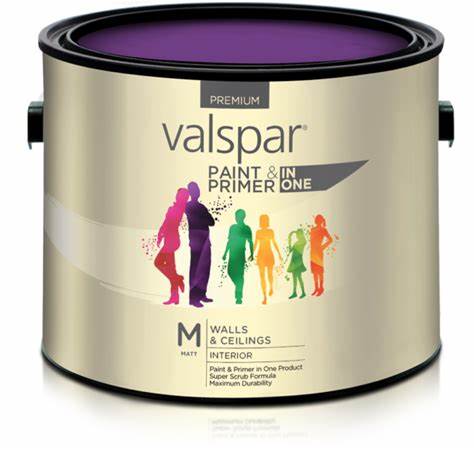 PREMIUM
valspar®
PAINT & IN
PRIMER ONE
M WALLS
& CEILINGS
MATT INTERIOR
Paint & Primer in One Product
Super Scrub Formula
Maximum Durability